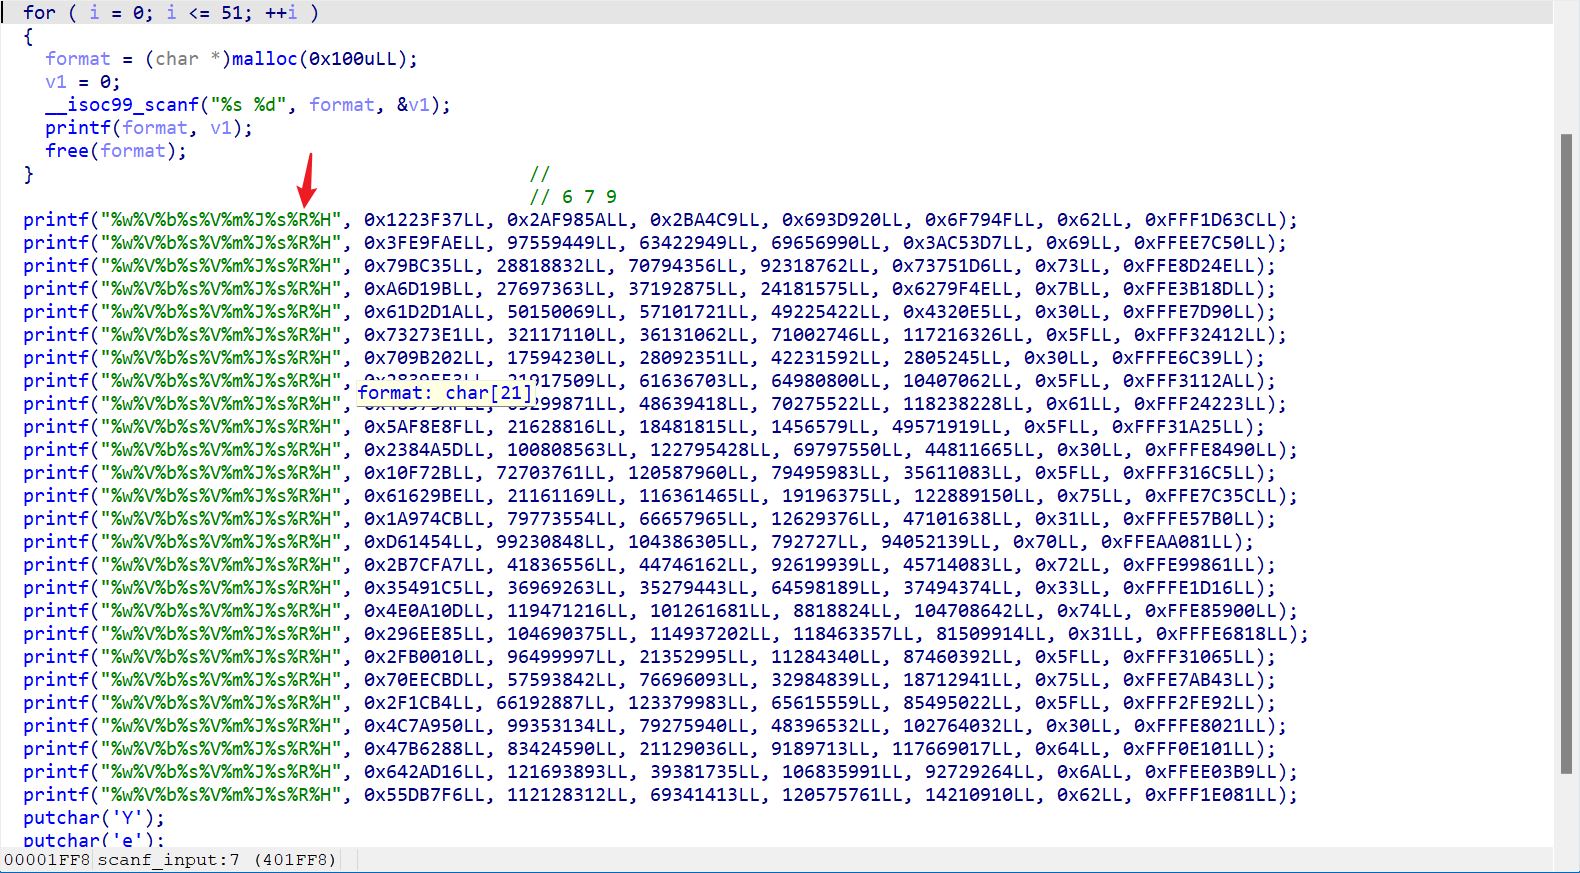 for ( i = 0; i <= 51; ++i )
{
format = (char *)malloc(0x100uLL);
v1 = 0;
__isoc99_scanf("%s %d", format, &v1);
printf(format, v1);
free(format);
} //
// 6 7 9
printf("%w%V%b%s%V%m%J%s%R%H", 0x1223F37LL, 0x2AF985ALL, 0x2BA4C9LL, 0x693D920LL, 0x6F794FLL, 0x62LL, 0xFFF1D63CLL);
printf("%w%V%b%s%V%m%J%s%R%H", 0x3FE9FAELL, 97559449LL, 63422949LL, 69656990LL, 0x3AC53D7LL, 0x69LL, 0xFFEE7C50LL);
printf("%w%V%b%s%V%m%J%s%R%H", 0x79BC35LL, 28818832LL, 70794356LL, 92318762LL, 0x73751D6LL, 0x73LL, 0xFFE8D24ELL);
printf("%w%V%b%s%V%m%J%s%R%H", 0xA6D19BLL, 27697363LL, 37192875LL, 24181575LL, 0x6279F4ELL, 0x7BLL, 0xFFE3B18DLL);
printf("%w%V%b%s%V%m%J%s%R%H", 0x61D2D1ALL, 50150069LL, 57101721LL, 49225422LL, 0x4320E5LL, 0x30LL, 0xFFFE7D90LL);
printf("%w%V%b%s%V%m%J%s%R%H", 0x73273E1LL, 32117110LL, 36131062LL, 71002746LL, 117216326LL, 0x5FLL, 0xFFF32412LL);
printf("%w%V%b%s%V%m%J%s%R%H", 0x709B202LL, 17594230LL, 28092351LL, 42231592LL, 2805245LL, 0x30LL, 0xFFFE6C39LL);
printf("%w%V%b%s%V%m%J%s%R%H", 61636703LL, 64980800LL, 10407062LL, 0x5FLL, 0xFFF3112ALL);
format: char[21]
printf("%w%V%b%s%V%m%J%s%R%H", 48639418LL, 70275522LL, 118238228LL, 0x61LL, 0xFFF24223LL);
printf("%w%V%b%s%V%m%J%s%R%H", 0x5AF8E8FLL, 21628816LL, 18481815LL, 1456579LL, 49571919LL, 0x5FLL, 0xFFF31A25LL);
printf("%w%V%b%s%V%m%J%s%R%H", 0x2384A5DLL, 100808563LL, 122795428LL, 69797550LL, 44811665LL, 0x30LL, 0xFFFE8490LL);
printf("%w%V%b%s%V%m%J%s%R%H", 0x10F72BLL, 72703761LL, 120587960LL, 79495983LL, 35611083LL, 0x5FLL, 0xFFF316C5LL);
printf("%w%V%b%s%V%m%J%s%R%H", 0x61629BELL, 21161169LL, 116361465LL, 19196375LL, 122889150LL, 0x75LL, 0xFFE7C35CLL);
printf("%w%V%b%s%V%m%J%s%R%H", 0x1A974CBLL, 79773554LL, 66657965LL, 12629376LL, 47101638LL, 0x31LL, 0xFFFE57B0LL);
printf("%w%V%b%s%V%m%J%s%R%H", 0xD61454LL, 99230848LL, 104386305LL, 792727LL, 94052139LL, 0x70LL, 0xFFEAA081LL);
printf("%w%V%b%s%V%m%J%s%R%H", 0x2B7CFA7LL, 41836556LL, 44746162LL, 92619939LL, 45714083LL, 0x72LL, 0xFFE99861LL);
printf("%w%V%b%s%V%m%J%s%R%H", 0x35491C5LL, 36969263LL, 35279443LL, 64598189LL, 37494374LL, 0x33LL, 0xFFFE1D16LL);
printf("%w%V%b%s%V%m%J%s%R%H", 0x4E0A10DLL, 119471216LL, 101261681LL, 8818824LL, 104708642LL, 0x74LL, 0xFFE85900LL);
printf("%w%V%b%s%V%m%J%s%R%H", 0x296EE85LL, 104690375LL, 114937202LL, 118463357LL, 81509914LL, 0x31LL, 0xFFFE6818LL);
printf("%w%V%b%s%V%m%J%s%R%H", 0x2FB0010LL, 96499997LL, 21352995LL, 11284340LL, 87460392LL, 0x5FLL, 0xFFF31065LL);
printf("%w%V%b%s%V%m%J%s%R%H", 0x70EECBDLL, 57593842LL, 76696093LL, 32984839LL, 18712941LL, 0x75LL, 0xFFE7AB43LL);
printf("%w%V%b%s%V%m%J%s%R%H", 0x2F1CB4LL, 66192887LL, 123379983LL, 65615559LL, 85495022LL, 0x5FLL, 0xFFF2FE92LL);
printf("%w%V%b%s%V%m%J%s%R%H", 0x4C7A950LL, 99353134LL, 79275940LL, 48396532LL, 102764032LL, 0x30LL, 0xFFFE8021LL);
printf("%w%V%b%s%V%m%J%s%R%H", 0x47B6288LL, 83424590LL, 21129036LL, 9189713LL, 117669017LL, 0x64LL, 0xFFF0E101LL);
printf("%w%V%b%s%V%m%J%s%R%H", 0x642AD16LL, 121693893LL, 39381735LL, 106835991LL, 92729264LL, 0x6ALL, 0xFFEE03B9LL);
printf("%w%V%b%s%V%m%J%s%R%H", 0x55DB7F6LL, 112128312LL, 69341413LL, 120575761LL, 14210910LL, 0x62LL, 0xFFF1E081LL);
putchar('Y');
putchar('e');
00001FF8 scanf_input:7 (401FF8)